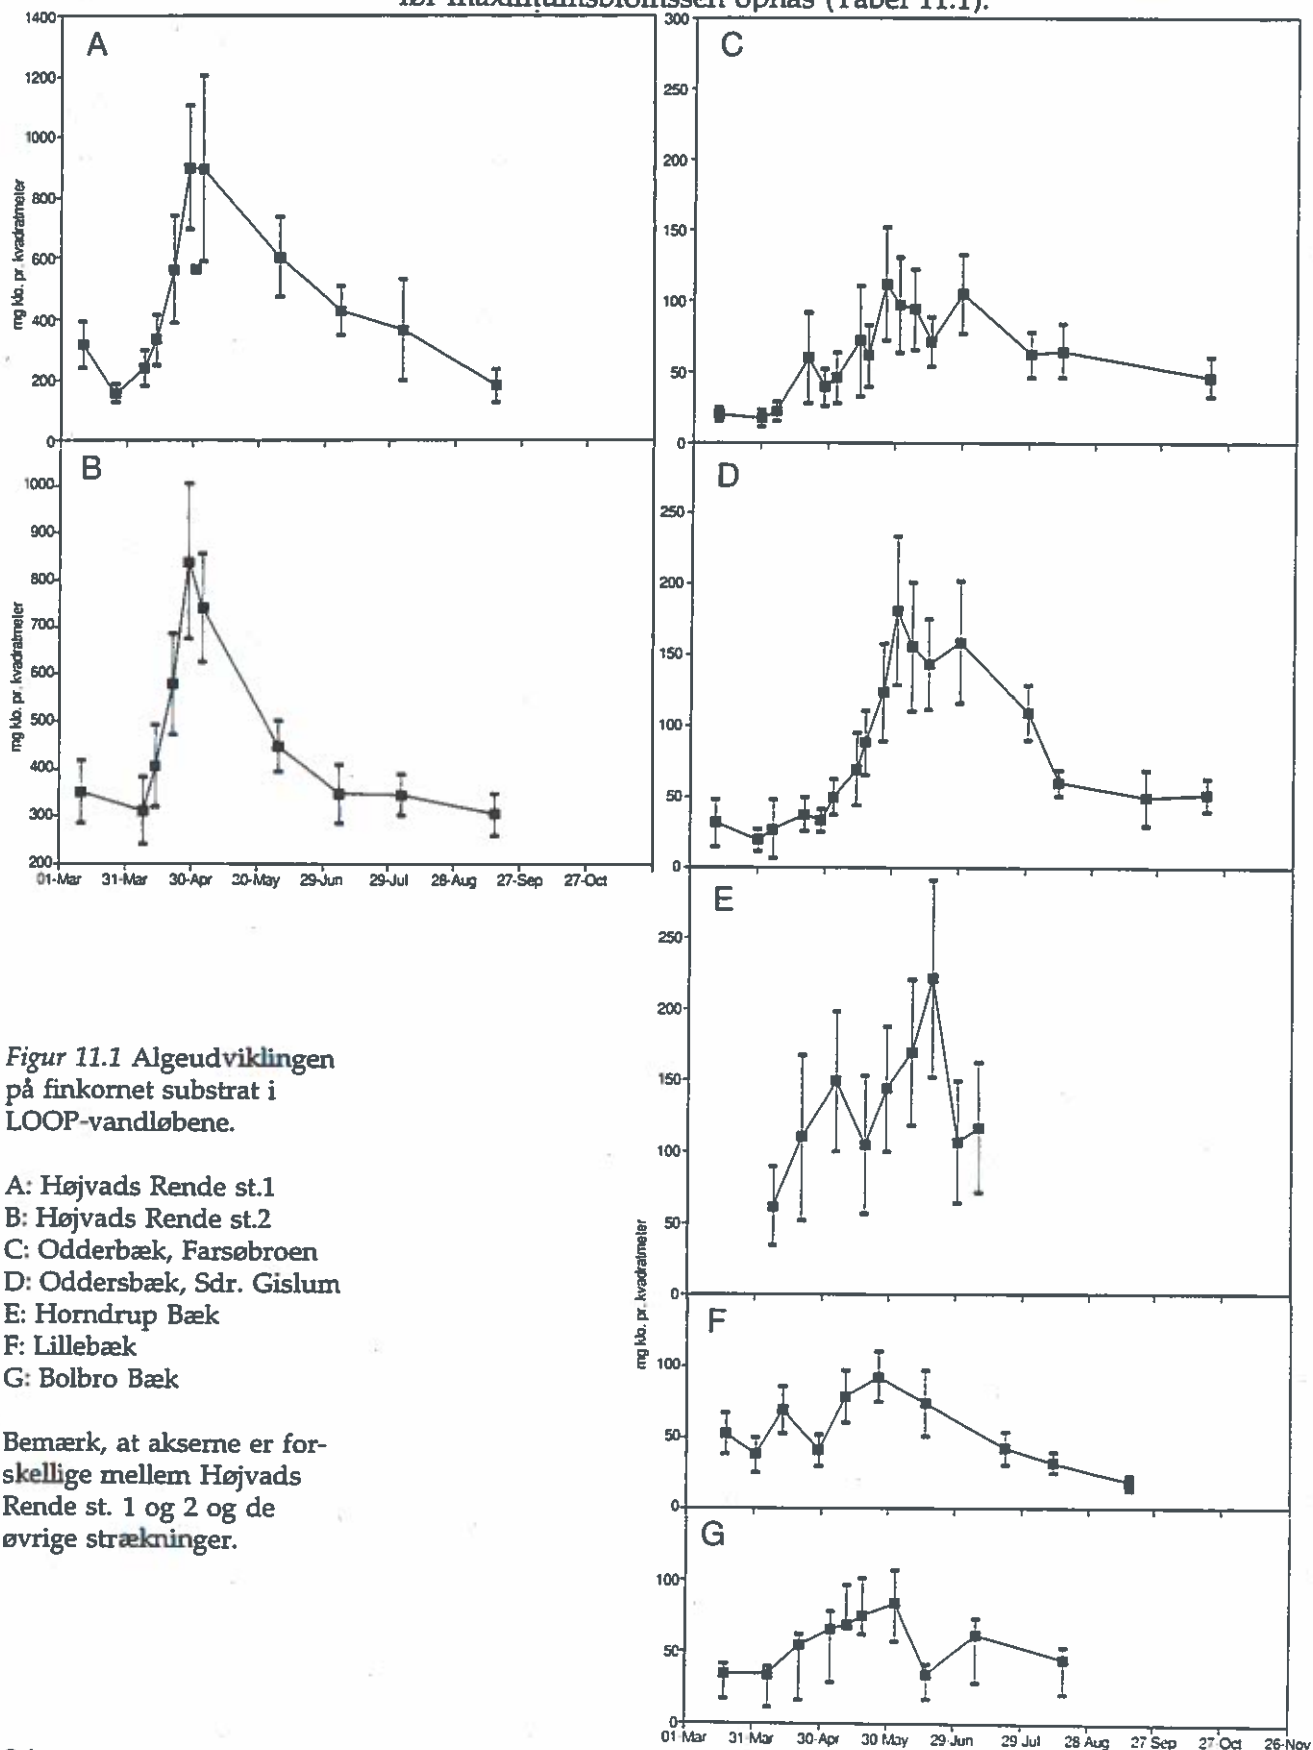 før maximumsbiomassen opnås (Tabel 11.1).
A
1400
1200
1000
800
600
400
200
0
mg klo. pr. kvadratmeter
B
1000
900
800
700
600
500
400
300
200
mg klo. pr. kvadratmeter
01-Mar 31-Mar 30-Apr 20-May 29-Jun 29-Jul 28-Aug 27-Sep 27-Oct
C
300
250
200
150
100
50
0
D
250
200
150
100
50
0
E
250
200
150
100
50
0
mg klo. pr. kvadratmeter
F
100
50
0
G
100
50
0
01-Mar 31-Mar 30-Apr 30 May 29-Jun 29 Jul 28 Aug 27 Sep 27-Oct 26-Nov
Figur 11.1 Algeudviklingen
på finkornet substrat i
LOOP-vandløbene.
A: Højvads Rende st.1
B: Højvads Rende st.2
C: Odderbæk, Farsøbroen
D: Oddersbæk, Sdr. Gislum
E: Horndrup Bæk
F: Lillebæk
G: Bolbro Bæk
Bemærk, at akserne er for-
skellige mellem Højvads
Rende st. 1 og 2 og de
øvrige strækninger.